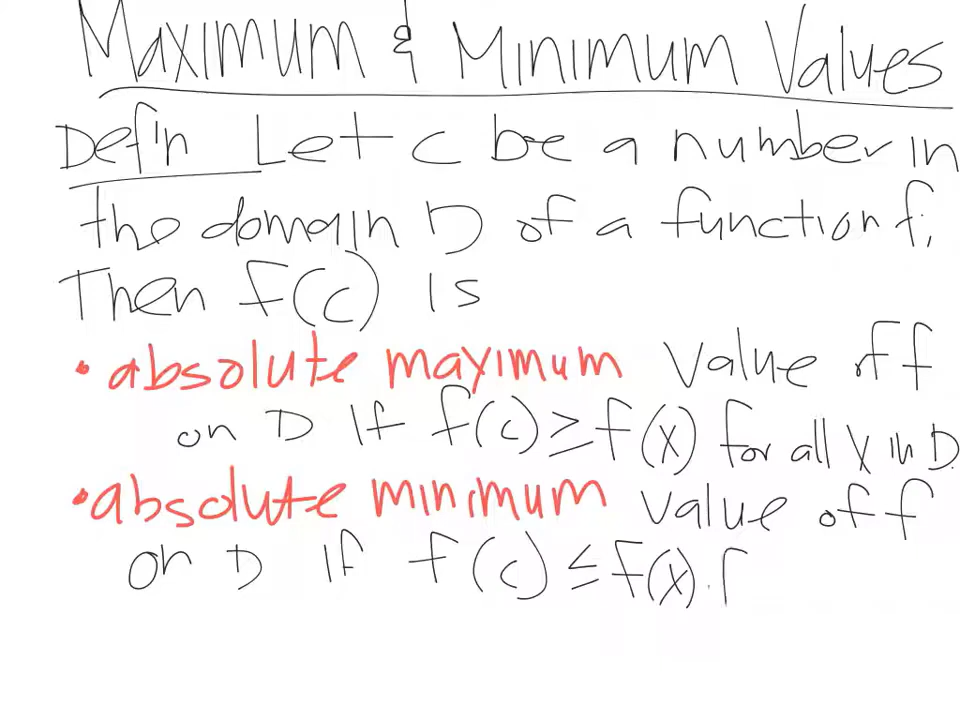 Maximum & Minimum Values
Def'n Let c be a number in
the domain D of a function f.
Then f(c) is
• absolute maximum value of f
on D if f(c) ≥ f(x) for all x in D.
• absolute minimum value of f
on D if f(c) ≤ f(x).